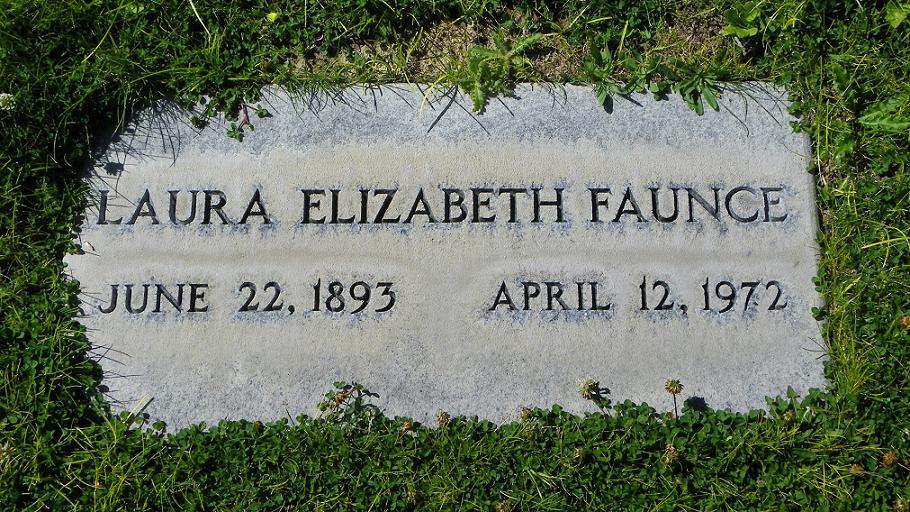 LAURA ELIZABETH FAUNCE
JUNE 22, 1893 APRIL 12, 1972